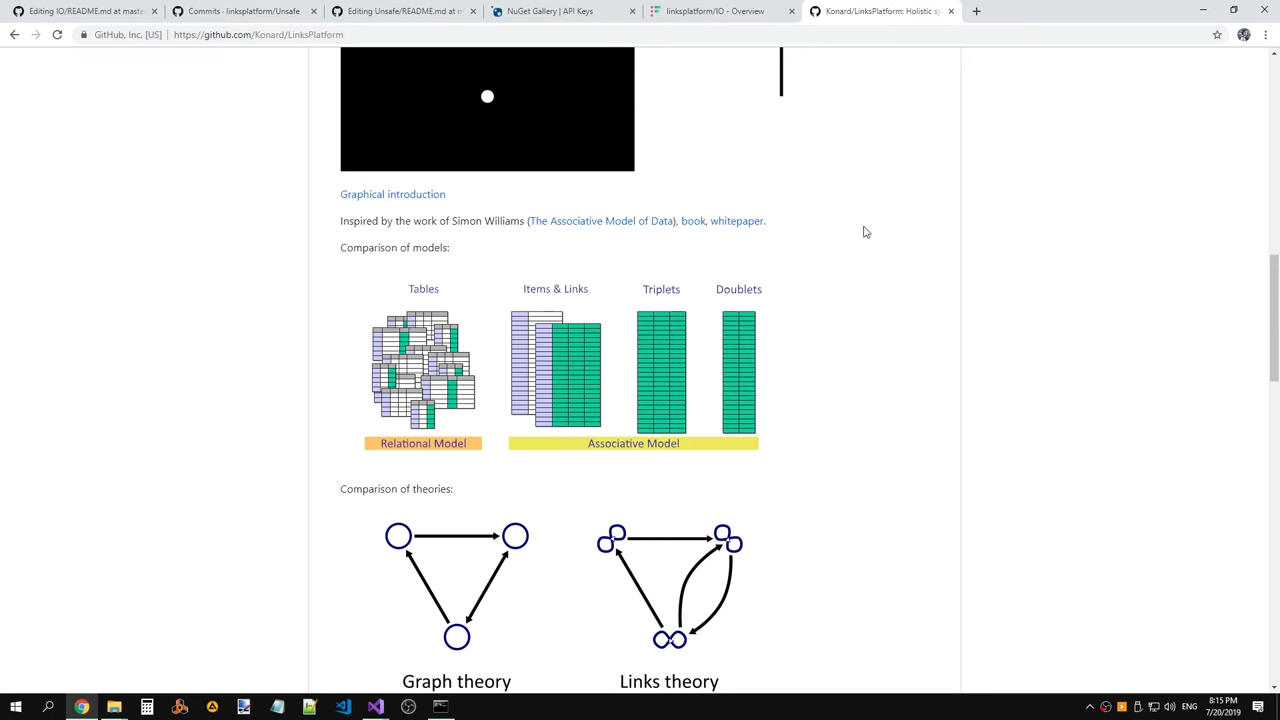 Editing IO/README.md at maste
Commits · linksplatform/Unsafe
Editing Unsafe/README.md at m
NuGet Gallery | API Keys
linksplatform/IO - Overview
Konard/LinksPlatform: Holistic sy
GitHub, Inc. [US] | https://github.com/Konard/LinksPlatform
Graphical introduction
Inspired by the work of Simon Williams (The Associative Model of Data), book, whitepaper.
Comparison of models:
Tables
Items & Links
Triplets
Doublets
Relational Model
Associative Model
Comparison of theories:
Graph theory
Links theory
ENG
8:15 PM
7/20/2019